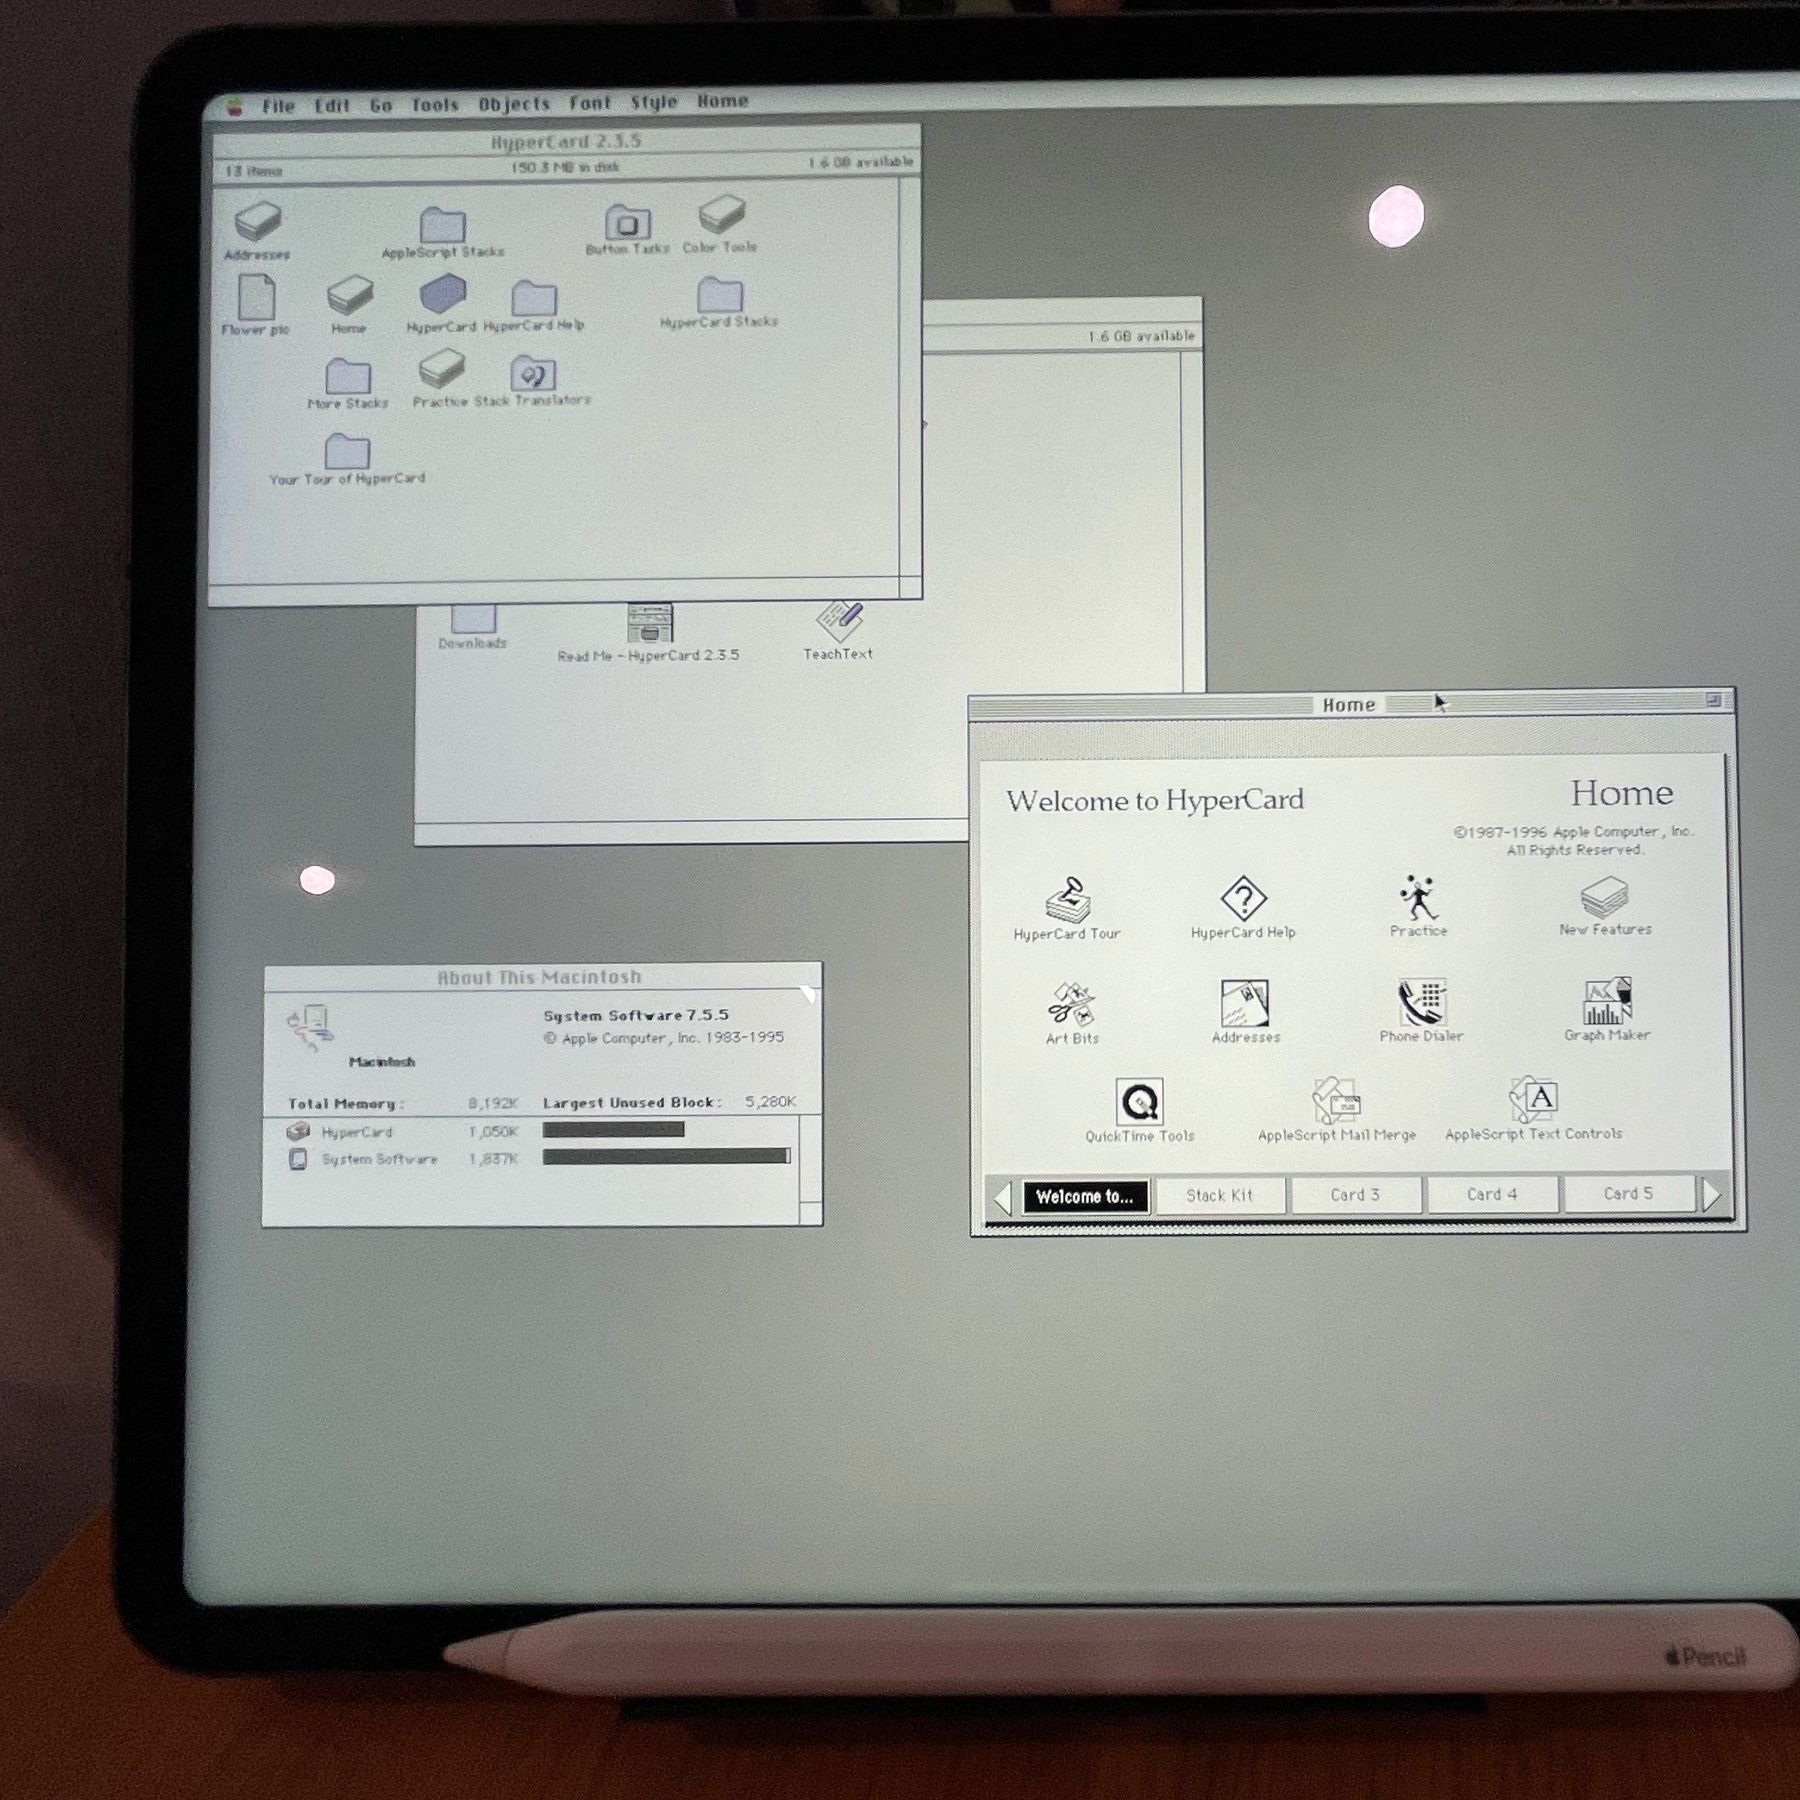 File Edit Go Tools Objects Font Style Home
HyperCard 2.3.5
13 items 150.3 MB in disk 1.6 GB available
Addresses AppleScript Stacks Button Tasks Color Tools
Flower pic Home HyperCard HyperCard Help HyperCard Stacks
More Stacks Practice Stack Translators
Your Tour of HyperCard
1.6 GB available
Downloads Read Me - HyperCard 2.3.5 TeachText
Home
Welcome to HyperCard Home
©1987-1996 Apple Computer, Inc.
All Rights Reserved.
HyperCard Tour HyperCard Help Practice New Features
Art Bits Addresses Phone Dialer Graph Maker
QuickTime Tools AppleScript Mail Merge AppleScript Text Controls
Welcome to... Stack Kit Card 3 Card 4 Card 5
About This Macintosh
System Software 7.5.5
© Apple Computer, Inc. 1983-1995
Macintosh
Total Memory: 8,192K Largest Unused Block: 5,280K
HyperCard 1,050K
System Software 1,837K
Pencil